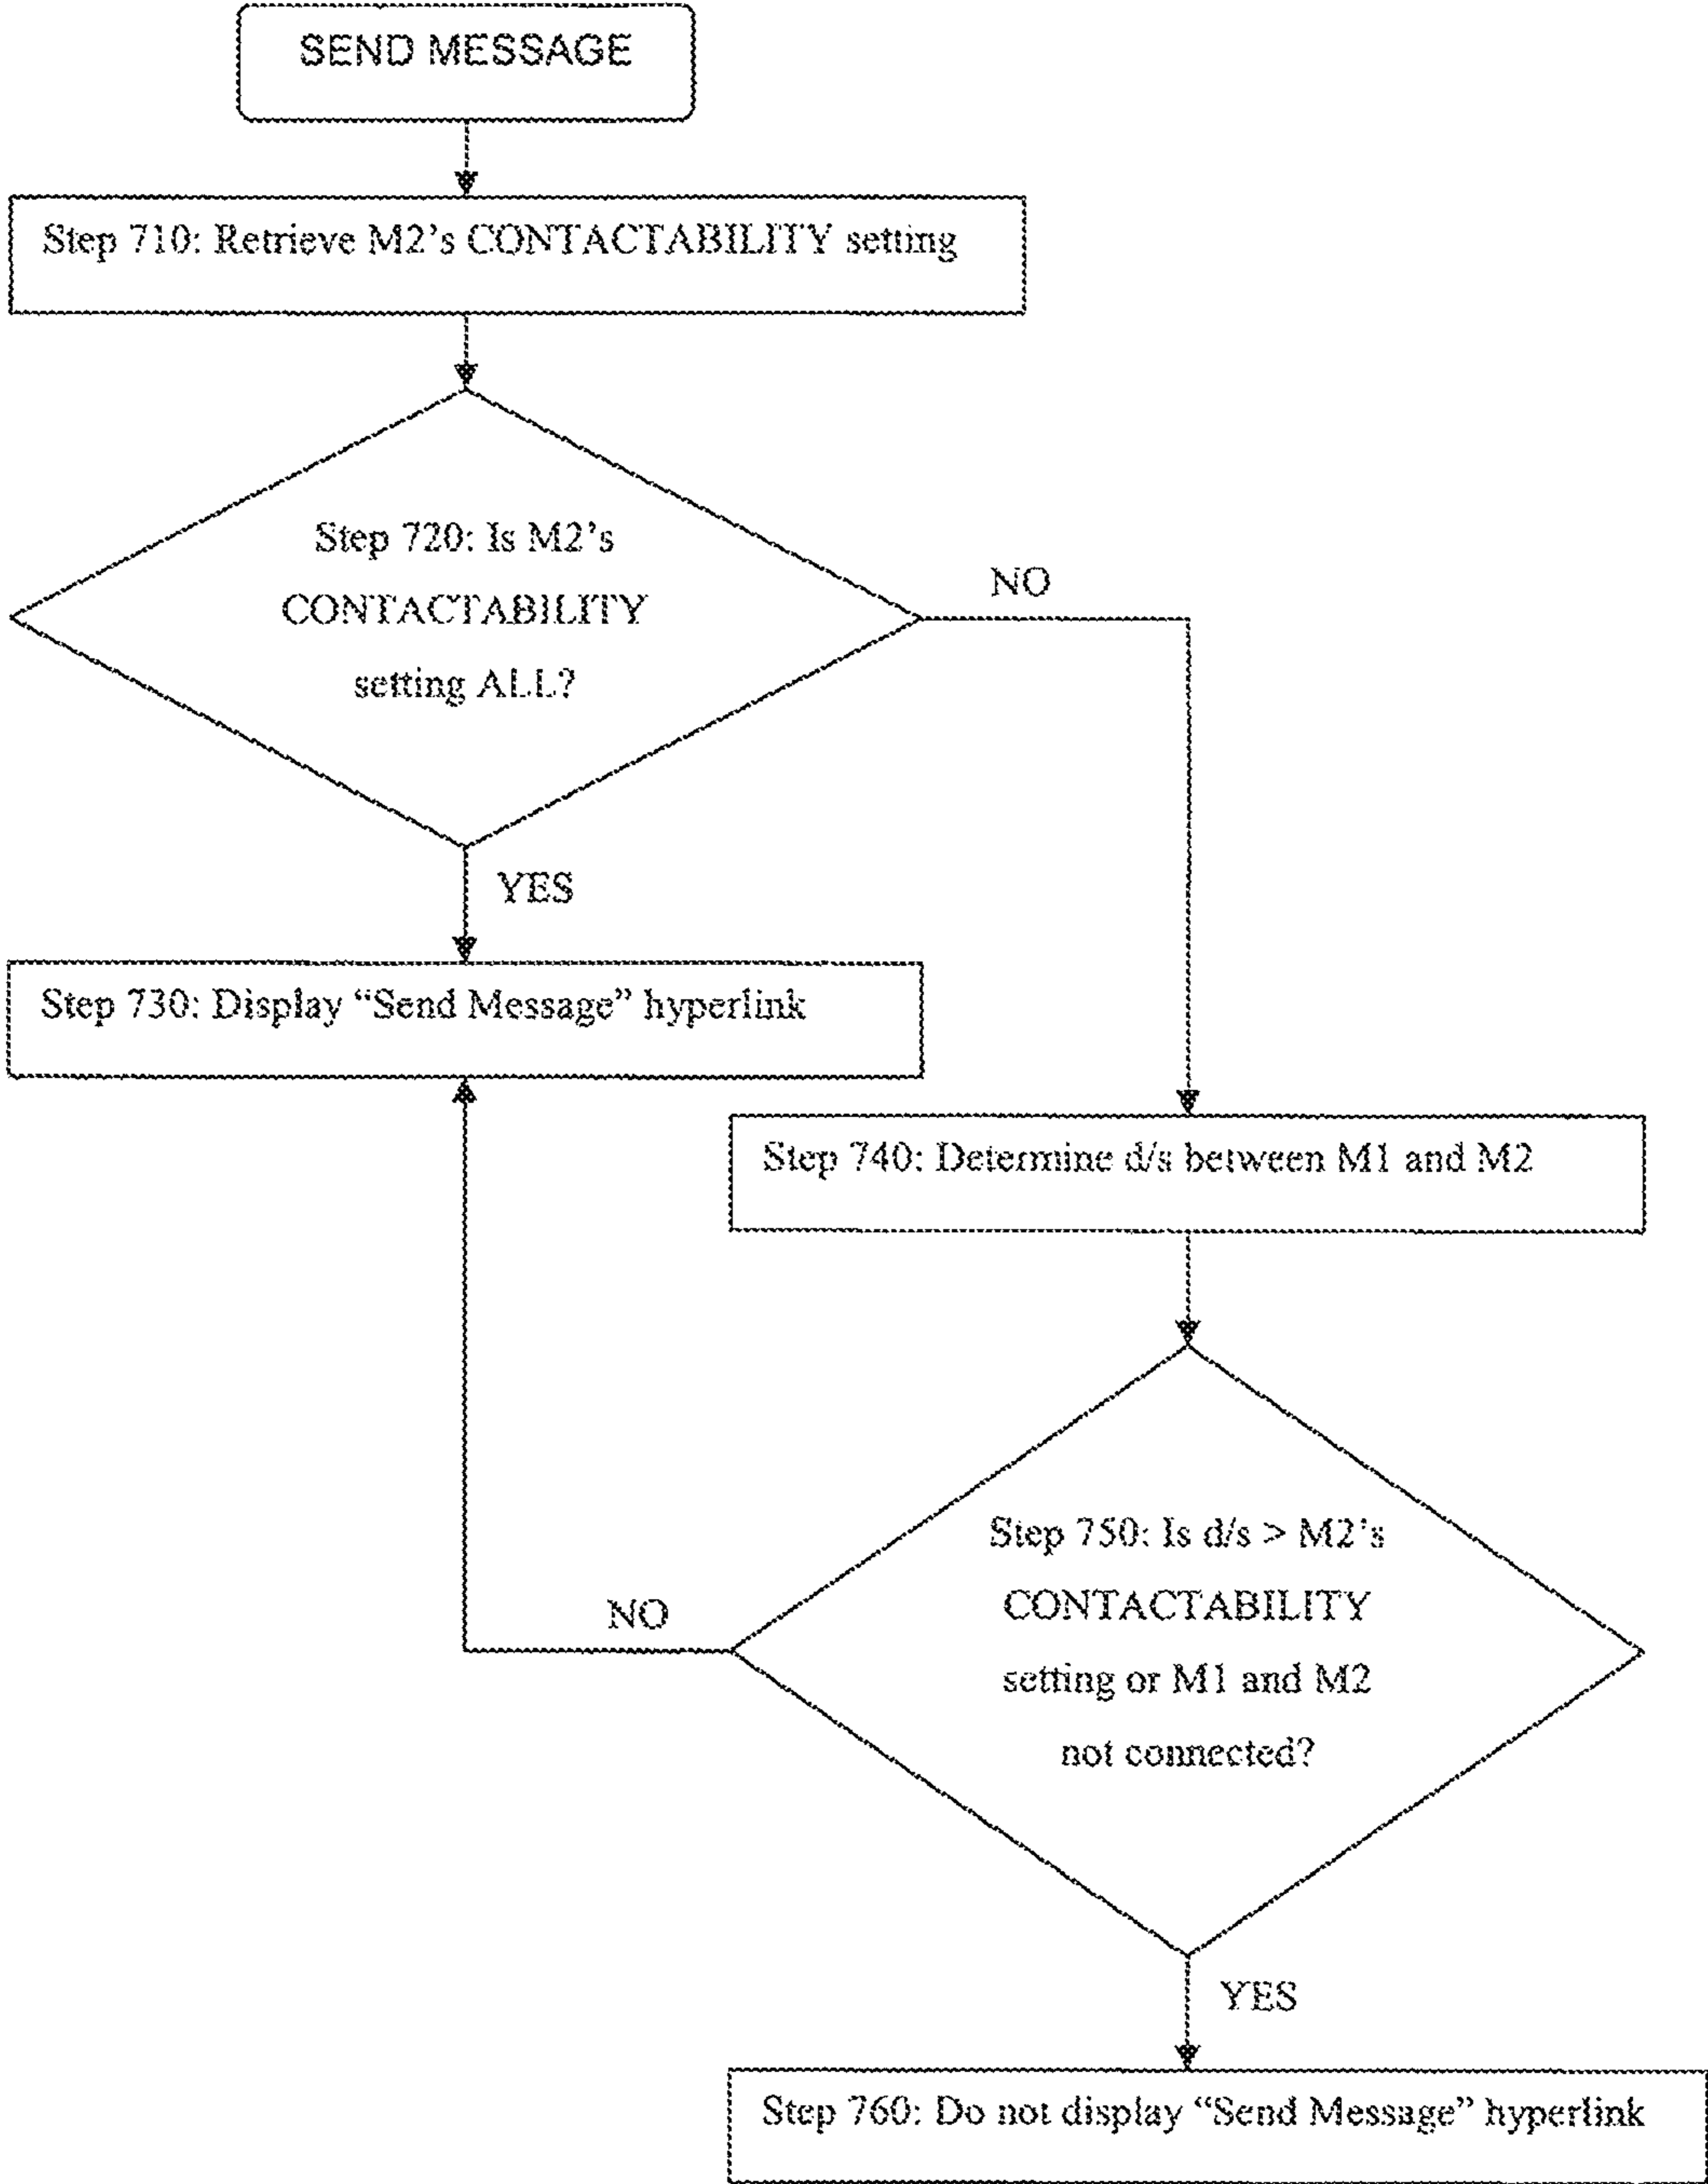 SEND MESSAGE
Step 710: Retrieve M2’s CONTACTABILITY setting
Step 720: Is M2’s
CONTACTABILITY
setting ALL?
NO
YES
Step 730: Display “Send Message” hyperlink
Step 740: Determine d/s between M1 and M2
Step 750: Is d/s > M2’s
CONTACTABILITY
setting or M1 and M2
not connected?
NO
YES
Step 760: Do not display “Send Message” hyperlink